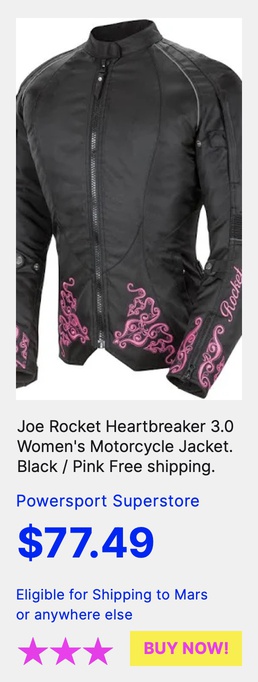 Rocket
Joe Rocket Heartbreaker 3.0
Women's Motorcycle Jacket.
Black / Pink Free shipping.
Powersport Superstore
$77.49
Eligible for Shipping to Mars
or anywhere else
BUY NOW!